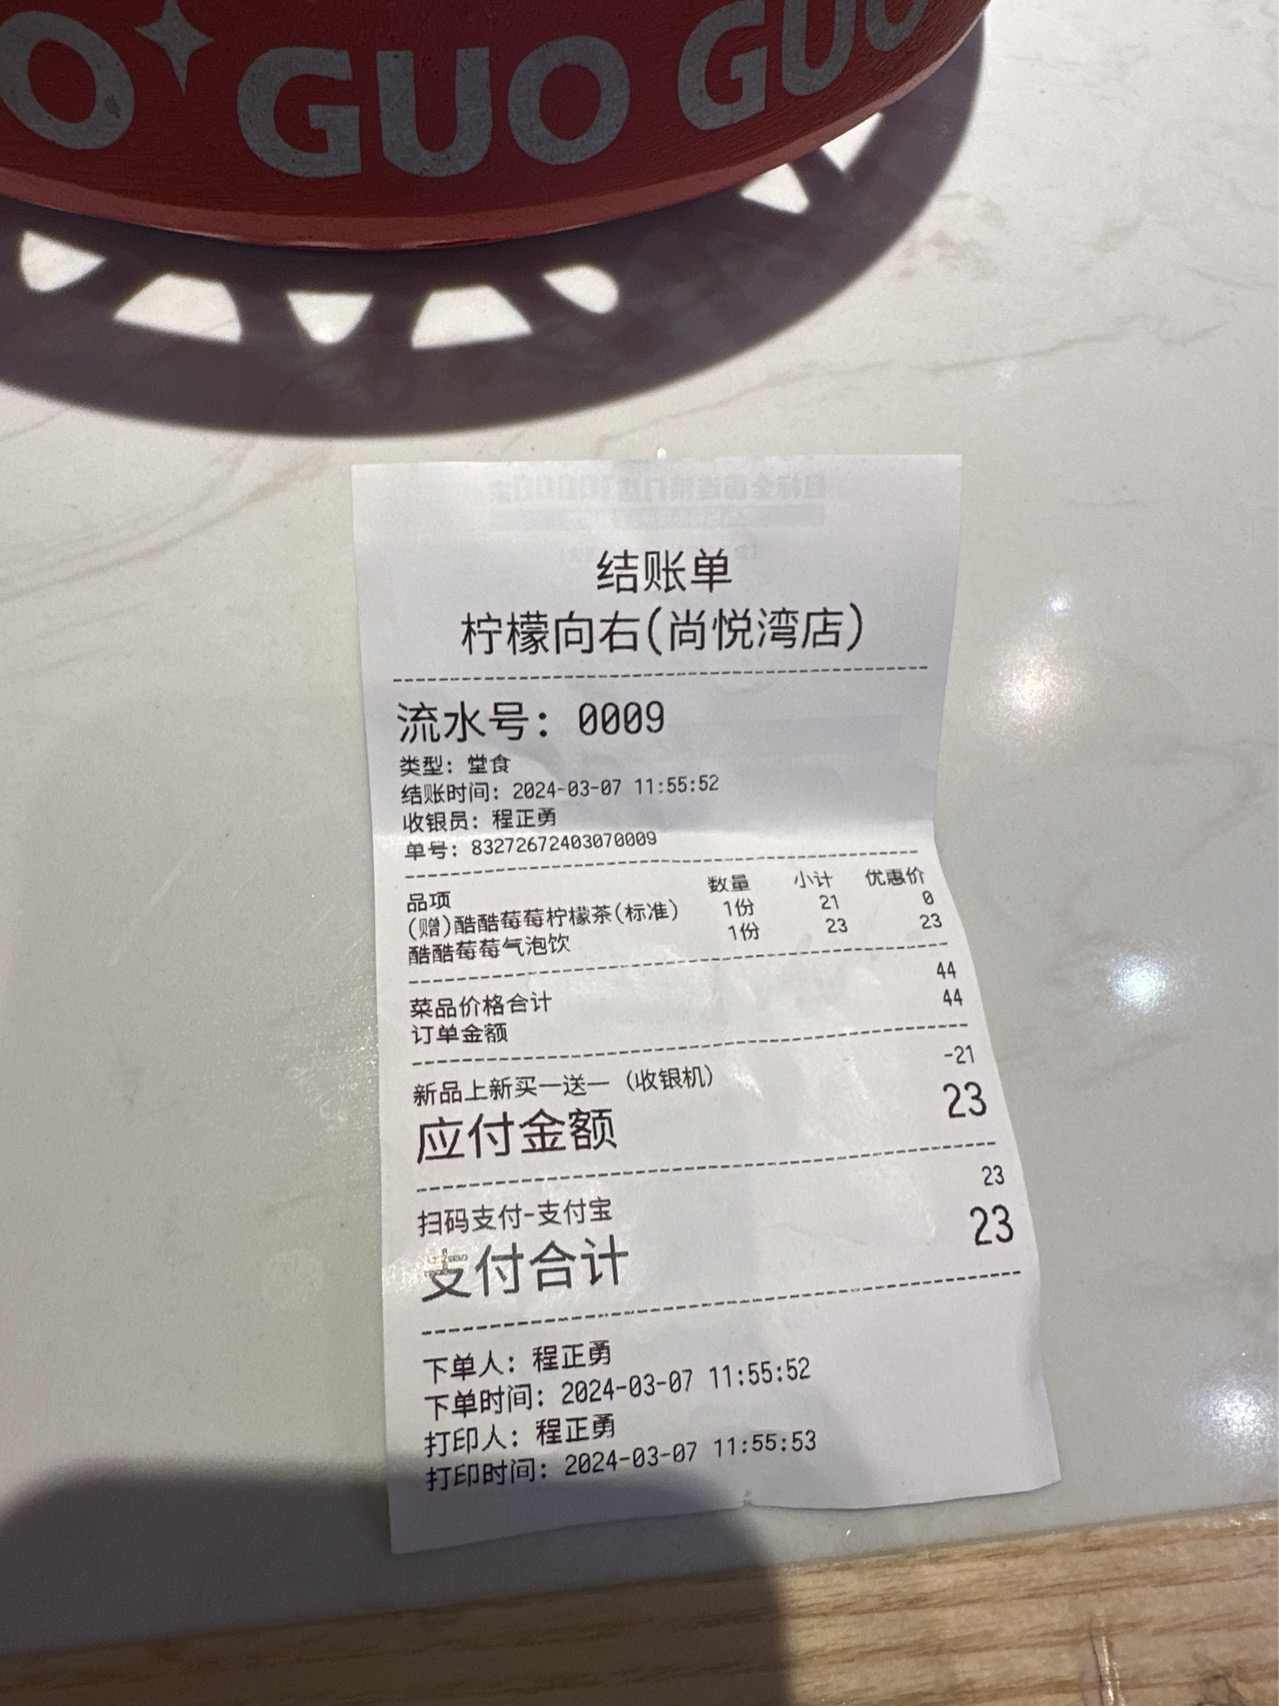 O GUO GUO
结账单
柠檬向右(尚悦湾店)
流水号: 0009
类型: 堂食
结账时间: 2024-03-07 11:55:52
收银员: 程正勇
单号: 83272672403070009
品项 数量 小计 优惠价
(赠)酷酷莓莓柠檬茶(标准) 1份 21 0
酷酷莓莓气泡饮 1份 23 23
菜品价格合计 44
订单金额 44
新品上新买一送一 (收银机) -21
应付金额 23
扫码支付-支付宝 23
支付合计 23
下单人: 程正勇
下单时间: 2024-03-07 11:55:52
打印人: 程正勇
打印时间: 2024-03-07 11:55:53